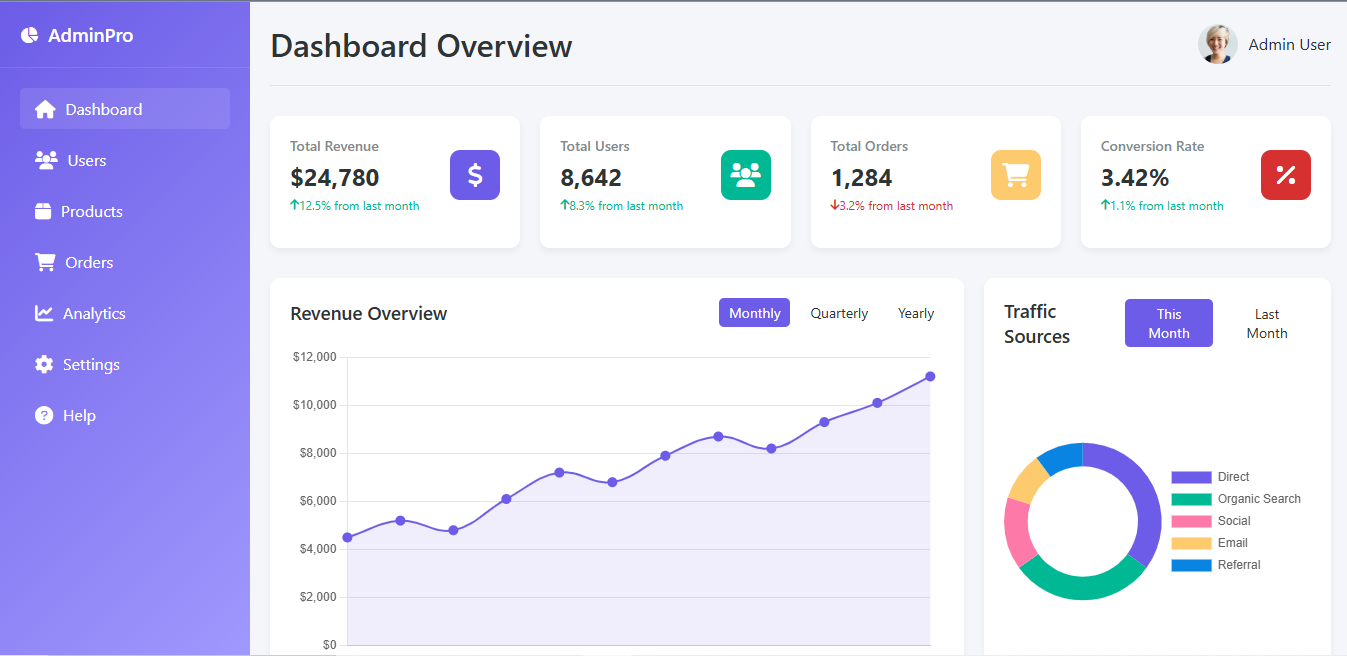 AdminPro
Dashboard
Users
Products
Orders
Analytics
Settings
Help
Dashboard Overview
Admin User
Total Revenue
$24,780
12.5% from last month
Total Users
8,642
8.3% from last month
Total Orders
1,284
3.2% from last month
Conversion Rate
3.42%
1.1% from last month
Revenue Overview
Monthly Quarterly Yearly
$12,000
$10,000
$8,000
$6,000
$4,000
$2,000
$0
Traffic
Sources
This
Month
Last
Month
Direct
Organic Search
Social
Email
Referral